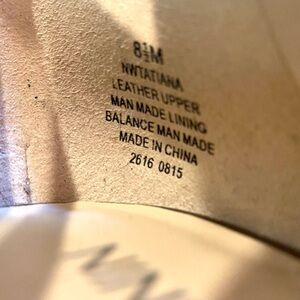 8½M
NWTATIANA
LEATHER UPPER
MAN MADE LINING
BALANCE MAN MADE
MADE IN CHINA
2616 0815